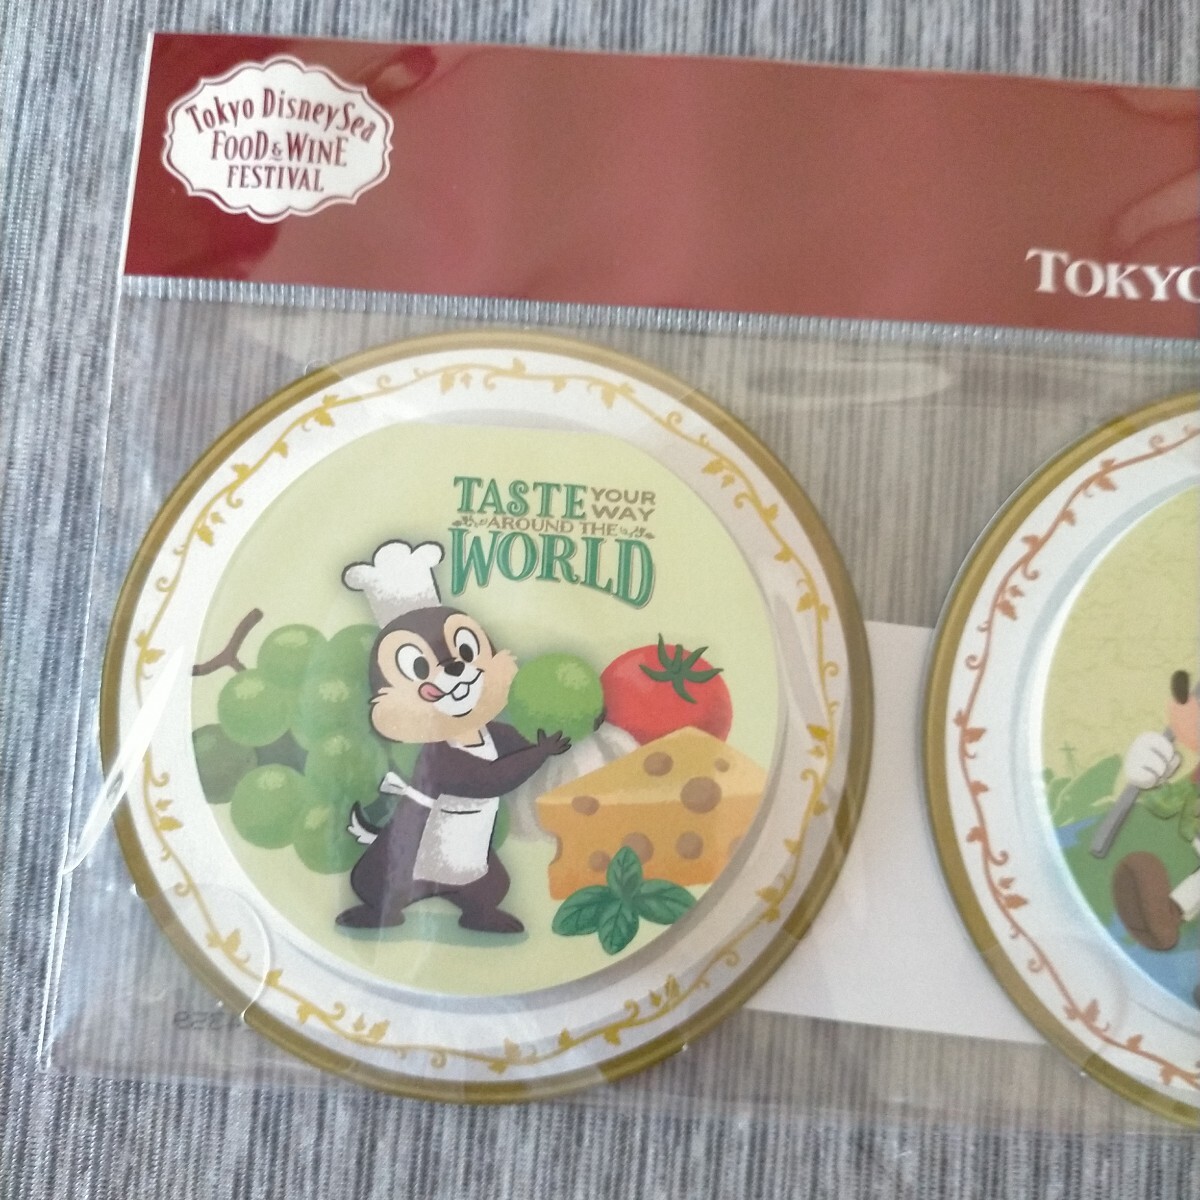 Tokyo DisneySea
FOOD & WINE
FESTIVAL
TOKYO
TASTE YOUR
WAY
AROUND THE
WORLD